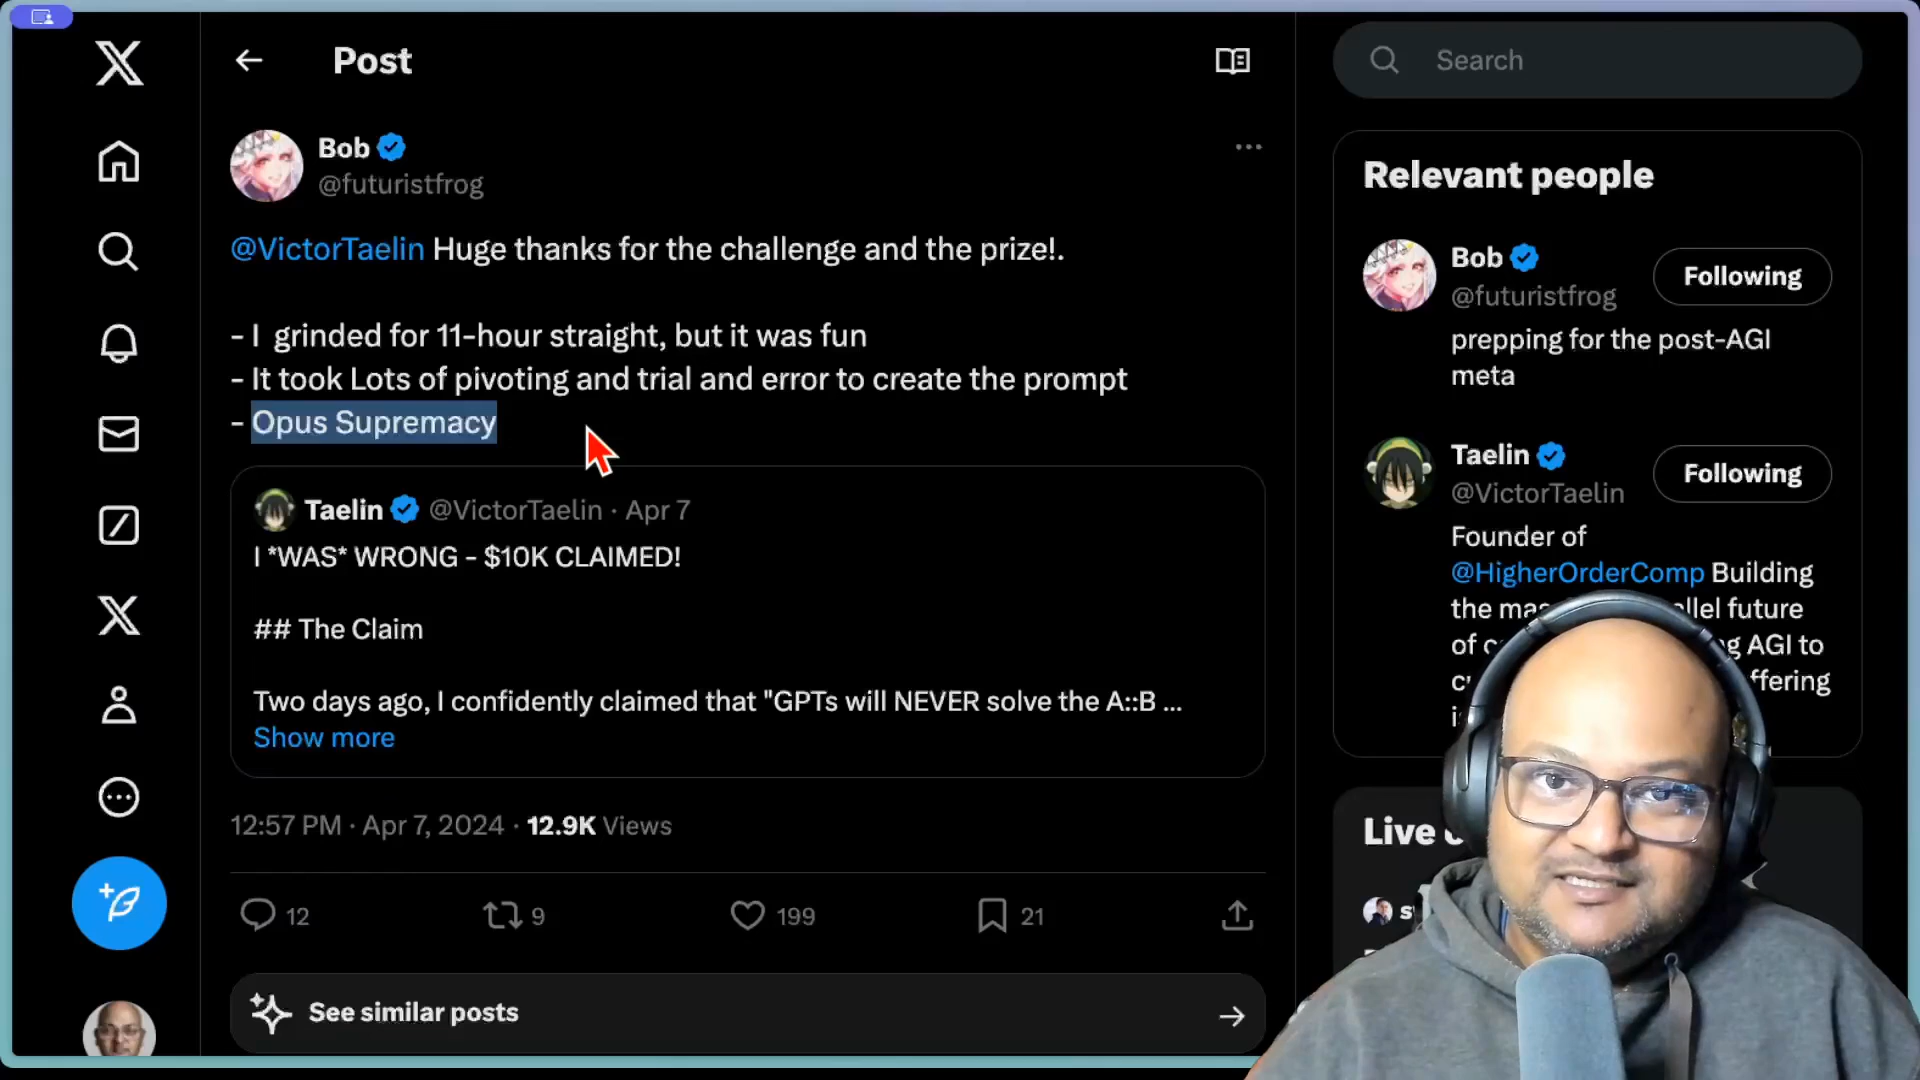 Post
Search
Bob
@futuristfrog
@VictorTaelin Huge thanks for the challenge and the prize!.
- I grinded for 11-hour straight, but it was fun
- It took Lots of pivoting and trial and error to create the prompt
- Opus Supremacy
Taelin @VictorTaelin · Apr 7
I *WAS* WRONG - $10K CLAIMED!
## The Claim
Two days ago, I confidently claimed that "GPTs will NEVER solve the A::B ...
Show more
12:57 PM · Apr 7, 2024 · 12.9K Views
12 9 199 21
See similar posts
Relevant people
Bob
@futuristfrog
Following
prepping for the post-AGI
meta
Taelin
@VictorTaelin
Following
Founder of
@HigherOrderComp Building
the future
of AGI to
is
Live